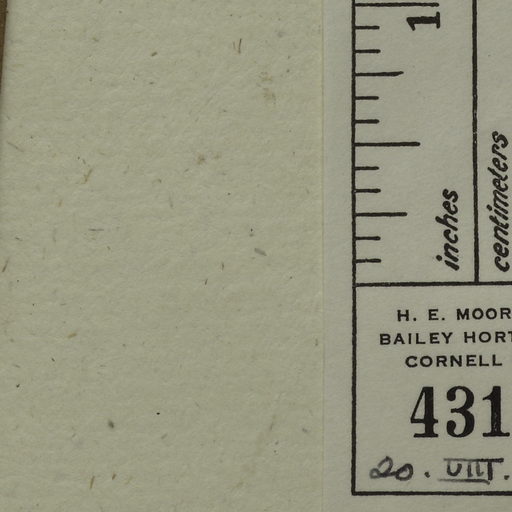 1
inches
centimeters
H. E. MOOR
BAILEY HORT
CORNELL
431
20. VIII.